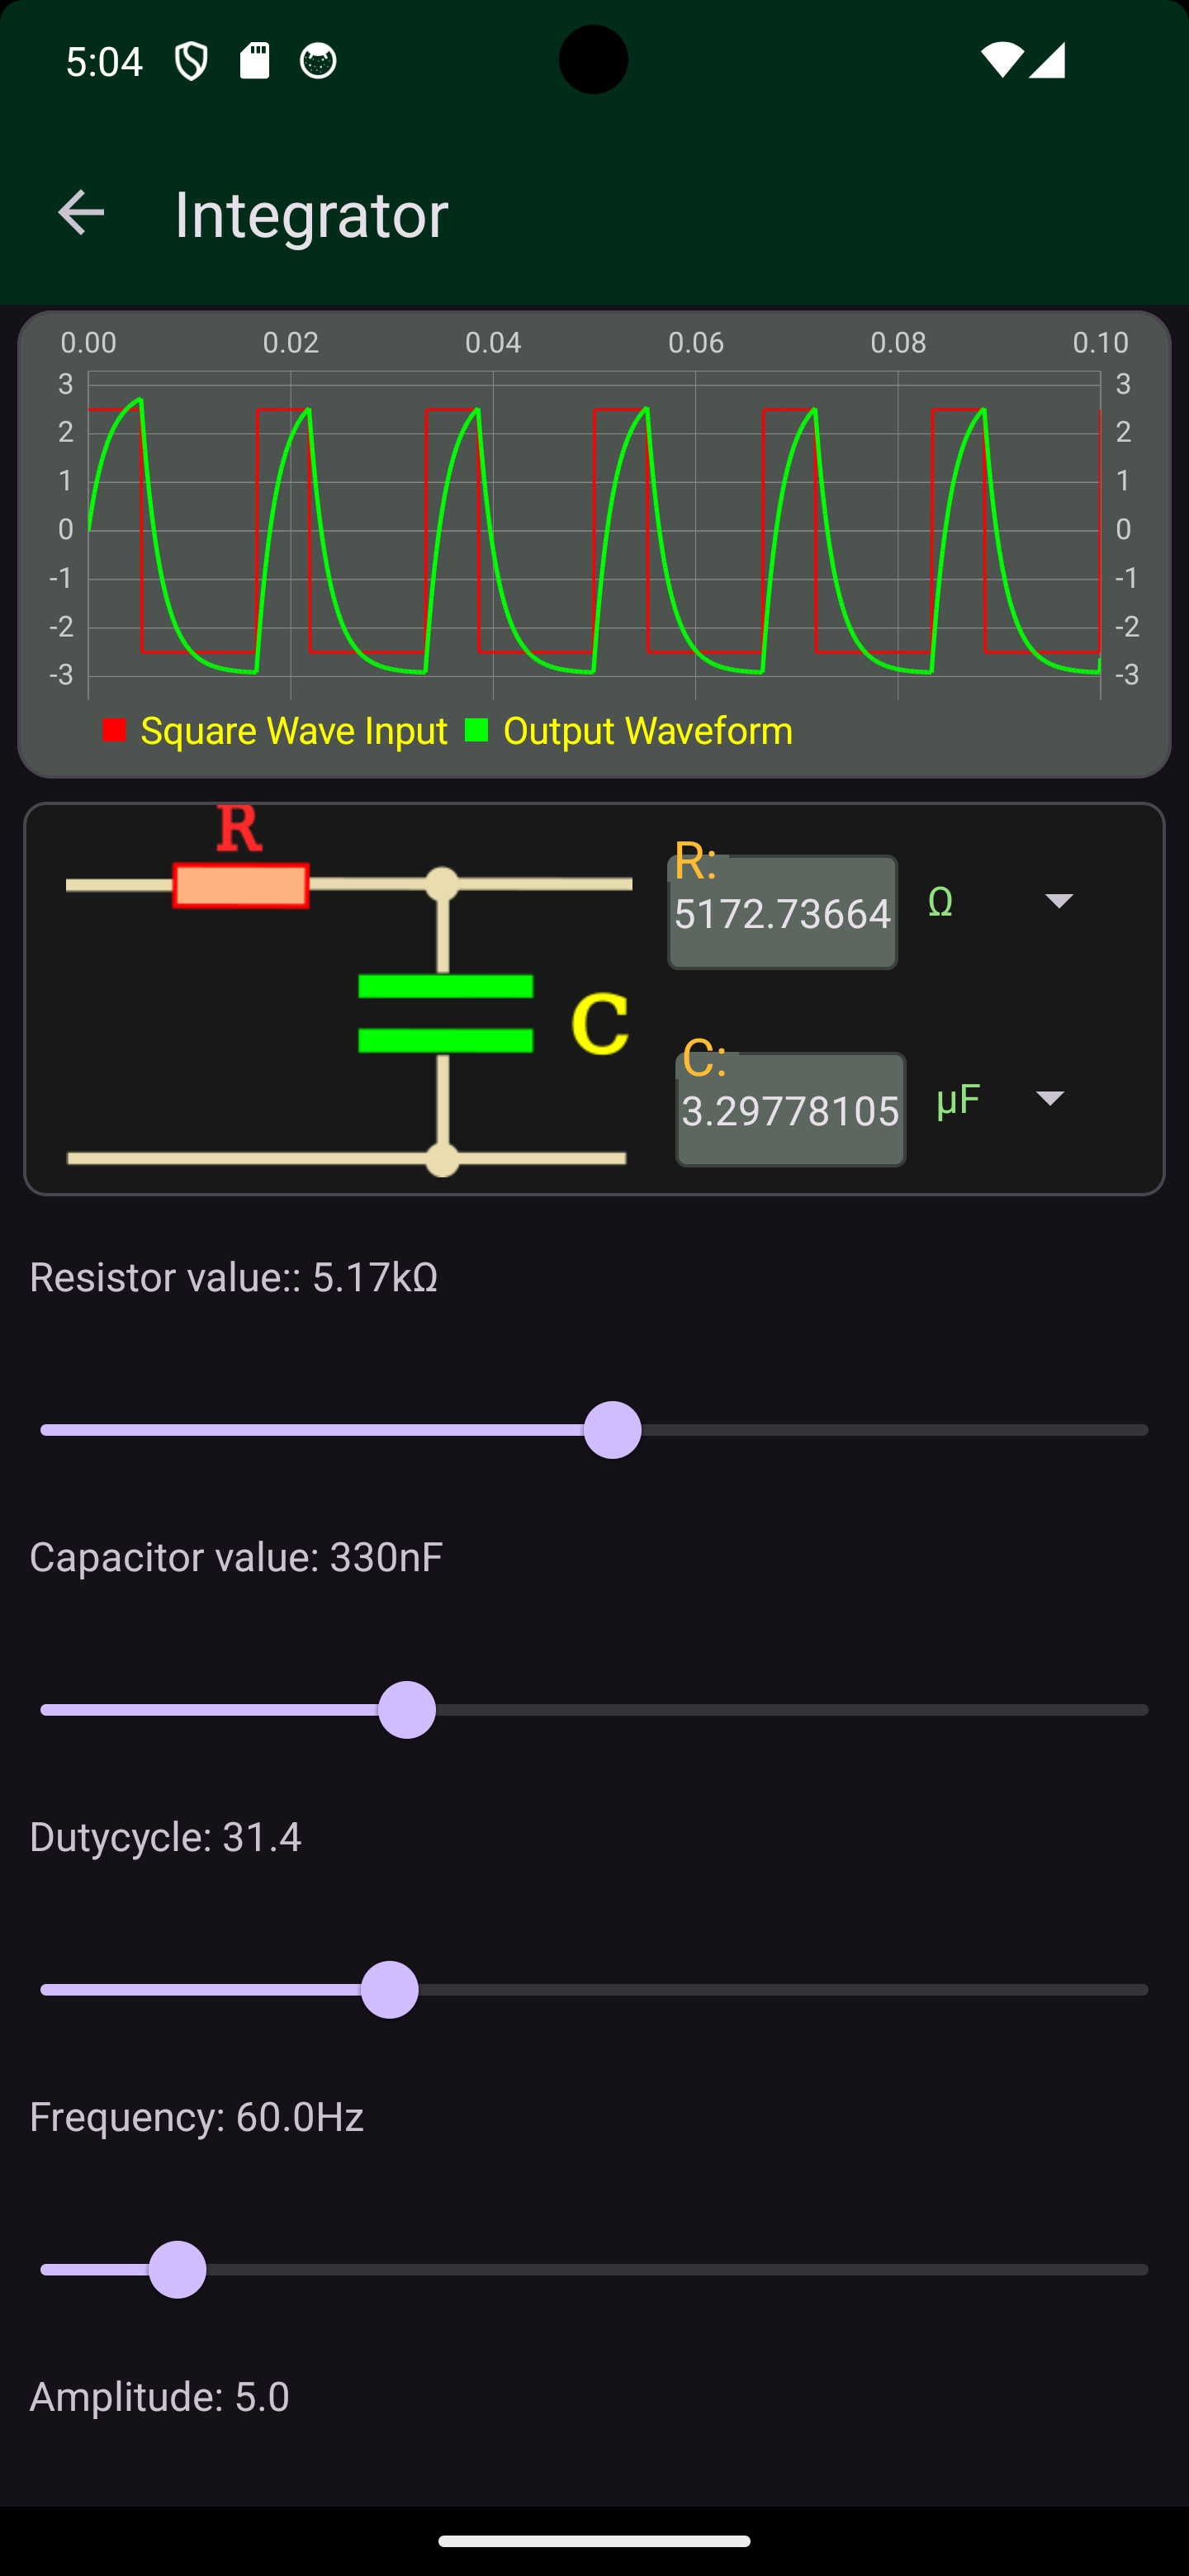 5:04
Integrator
0.00 0.02 0.04 0.06 0.08 0.10
3 3
2 2
1 1
0 0
-1 -1
-2 -2
-3 -3
Square Wave Input Output Waveform
R
R:
5172.73664 Ω
C
C:
3.29778105 µF
Resistor value:: 5.17kΩ
Capacitor value: 330nF
Dutycycle: 31.4
Frequency: 60.0Hz
Amplitude: 5.0